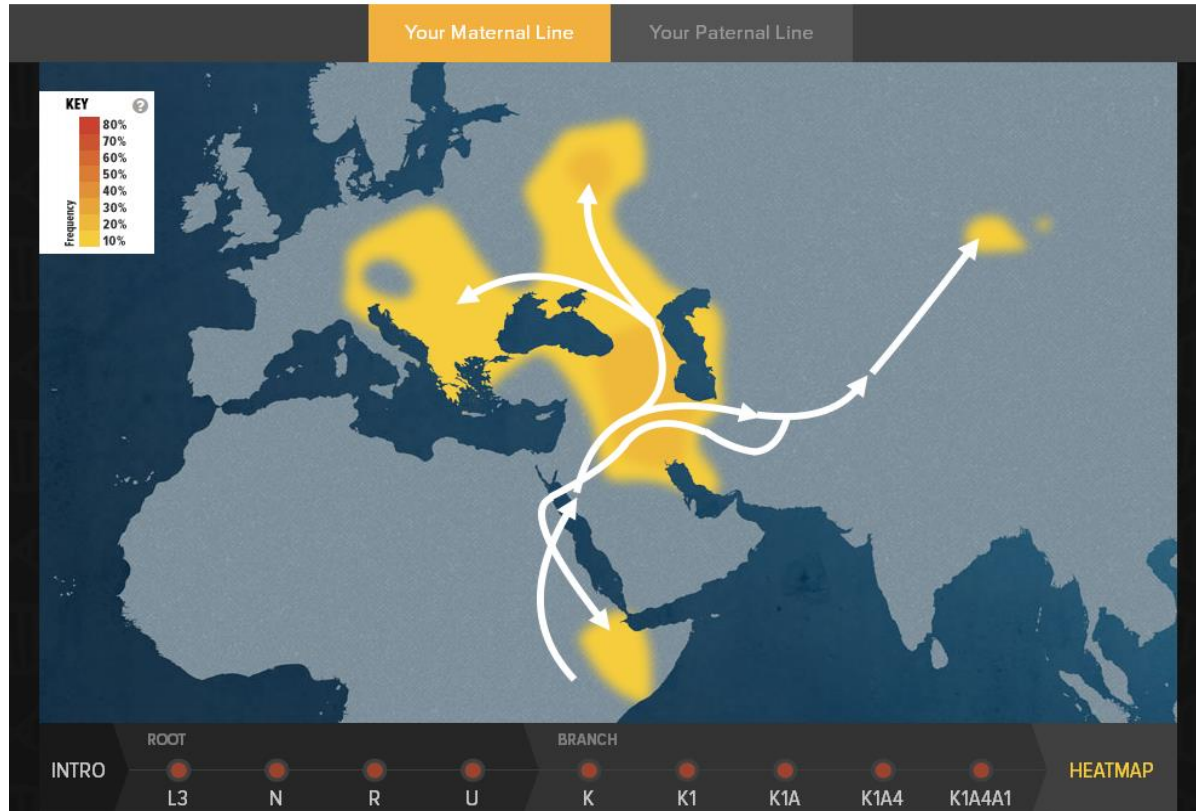 Your Maternal Line
Your Paternal Line
KEY ?
Frequency
80%
70%
60%
50%
40%
30%
20%
10%
ROOT
BRANCH
INTRO
L3
N
R
U
K
K1
K1A
K1A4
K1A4A1
HEATMAP